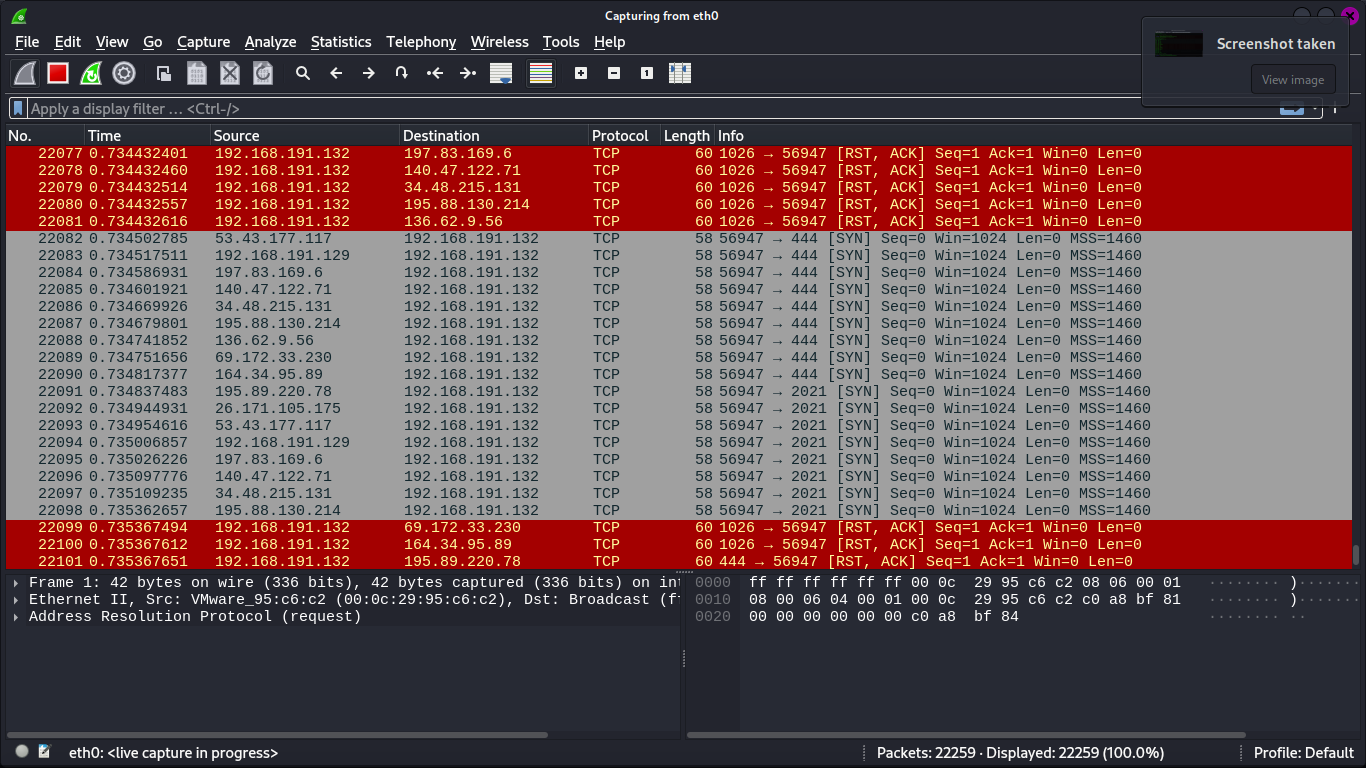 Capturing from eth0
File Edit View Go Capture Analyze Statistics Telephony Wireless Tools Help
Screenshot taken
View image
Apply a display filter … <Ctrl-/>
No. Time Source Destination Protocol Length Info
22077 0.734432401 192.168.191.132 197.83.169.6 TCP 60 1026 → 56947 [RST, ACK] Seq=1 Ack=1 Win=0 Len=0
22078 0.734432460 192.168.191.132 140.47.122.71 TCP 60 1026 → 56947 [RST, ACK] Seq=1 Ack=1 Win=0 Len=0
22079 0.734432514 192.168.191.132 34.48.215.131 TCP 60 1026 → 56947 [RST, ACK] Seq=1 Ack=1 Win=0 Len=0
22080 0.734432557 192.168.191.132 195.88.130.214 TCP 60 1026 → 56947 [RST, ACK] Seq=1 Ack=1 Win=0 Len=0
22081 0.734432616 192.168.191.132 136.62.9.56 TCP 60 1026 → 56947 [RST, ACK] Seq=1 Ack=1 Win=0 Len=0
22082 0.734502785 53.43.177.117 192.168.191.132 TCP 58 56947 → 444 [SYN] Seq=0 Win=1024 Len=0 MSS=1460
22083 0.734517511 192.168.191.129 192.168.191.132 TCP 58 56947 → 444 [SYN] Seq=0 Win=1024 Len=0 MSS=1460
22084 0.734586931 197.83.169.6 192.168.191.132 TCP 58 56947 → 444 [SYN] Seq=0 Win=1024 Len=0 MSS=1460
22085 0.734601921 140.47.122.71 192.168.191.132 TCP 58 56947 → 444 [SYN] Seq=0 Win=1024 Len=0 MSS=1460
22086 0.734669926 34.48.215.131 192.168.191.132 TCP 58 56947 → 444 [SYN] Seq=0 Win=1024 Len=0 MSS=1460
22087 0.734679801 195.88.130.214 192.168.191.132 TCP 58 56947 → 444 [SYN] Seq=0 Win=1024 Len=0 MSS=1460
22088 0.734741852 136.62.9.56 192.168.191.132 TCP 58 56947 → 444 [SYN] Seq=0 Win=1024 Len=0 MSS=1460
22089 0.734751656 69.172.33.230 192.168.191.132 TCP 58 56947 → 444 [SYN] Seq=0 Win=1024 Len=0 MSS=1460
22090 0.734817377 164.34.95.89 192.168.191.132 TCP 58 56947 → 444 [SYN] Seq=0 Win=1024 Len=0 MSS=1460
22091 0.734837483 195.89.220.78 192.168.191.132 TCP 58 56947 → 2021 [SYN] Seq=0 Win=1024 Len=0 MSS=1460
22092 0.734944931 26.171.105.175 192.168.191.132 TCP 58 56947 → 2021 [SYN] Seq=0 Win=1024 Len=0 MSS=1460
22093 0.734954616 53.43.177.117 192.168.191.132 TCP 58 56947 → 2021 [SYN] Seq=0 Win=1024 Len=0 MSS=1460
22094 0.735006857 192.168.191.129 192.168.191.132 TCP 58 56947 → 2021 [SYN] Seq=0 Win=1024 Len=0 MSS=1460
22095 0.735026226 197.83.169.6 192.168.191.132 TCP 58 56947 → 2021 [SYN] Seq=0 Win=1024 Len=0 MSS=1460
22096 0.735097776 140.47.122.71 192.168.191.132 TCP 58 56947 → 2021 [SYN] Seq=0 Win=1024 Len=0 MSS=1460
22097 0.735109235 34.48.215.131 192.168.191.132 TCP 58 56947 → 2021 [SYN] Seq=0 Win=1024 Len=0 MSS=1460
22098 0.735362657 195.88.130.214 192.168.191.132 TCP 58 56947 → 2021 [SYN] Seq=0 Win=1024 Len=0 MSS=1460
22099 0.735367494 192.168.191.132 69.172.33.230 TCP 60 1026 → 56947 [RST, ACK] Seq=1 Ack=1 Win=0 Len=0
22100 0.735367612 192.168.191.132 164.34.95.89 TCP 60 1026 → 56947 [RST, ACK] Seq=1 Ack=1 Win=0 Len=0
22101 0.735367651 192.168.191.132 195.89.220.78 TCP 60 444 → 56947 [RST, ACK] Seq=1 Ack=1 Win=0 Len=0
Frame 1: 42 bytes on wire (336 bits), 42 bytes captured (336 bits) on int
Ethernet II, Src: VMware_95:c6:c2 (00:0c:29:95:c6:c2), Dst: Broadcast (ff
Address Resolution Protocol (request)
0000 ff ff ff ff ff ff 00 0c 29 95 c6 c2 08 06 00 01 ········ )·······
0010 08 00 06 04 00 01 00 0c 29 95 c6 c2 c0 a8 bf 81 ········ )·······
0020 00 00 00 00 00 00 c0 a8 bf 84 ········ ··
eth0: <live capture in progress>
Packets: 22259 · Displayed: 22259 (100.0%)
Profile: Default